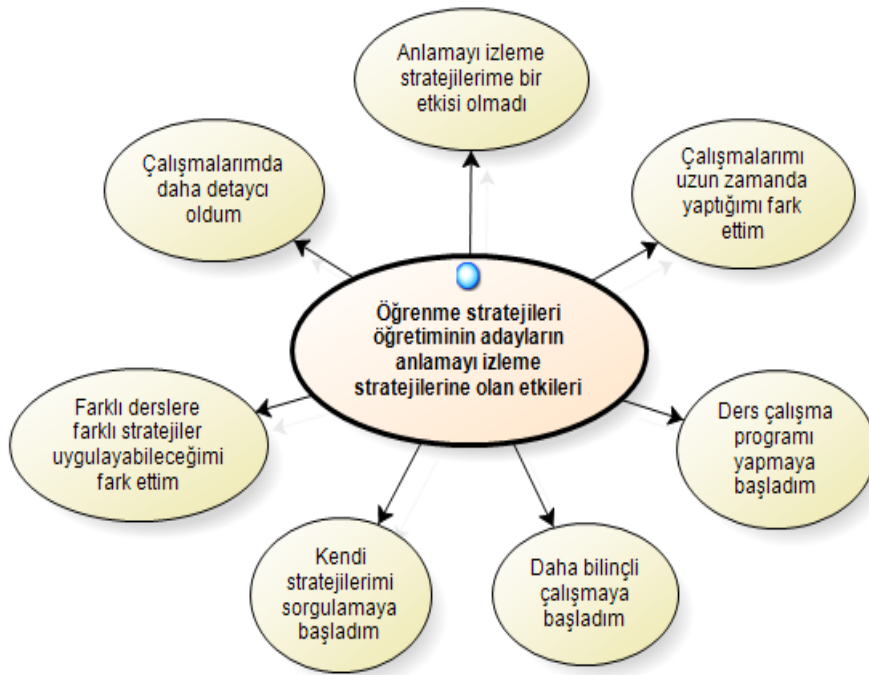 Anlamayı izleme
stratejilerime bir
etkisi olmadı
Çalışmalarımda
daha detaycı
oldum
Çalışmalarımı
uzun zamanda
yaptığımı fark
ettim
Öğrenme stratejileri
öğretiminin adayların
anlamayı izleme
stratejilerine olan etkileri
Farklı derslere
farklı stratejiler
uygulayabileceğimi
fark ettim
Ders çalışma
programı
yapmaya
başladım
Kendi
stratejilerimi
sorgulamaya
başladım
Daha bilinçli
çalışmaya
başladım